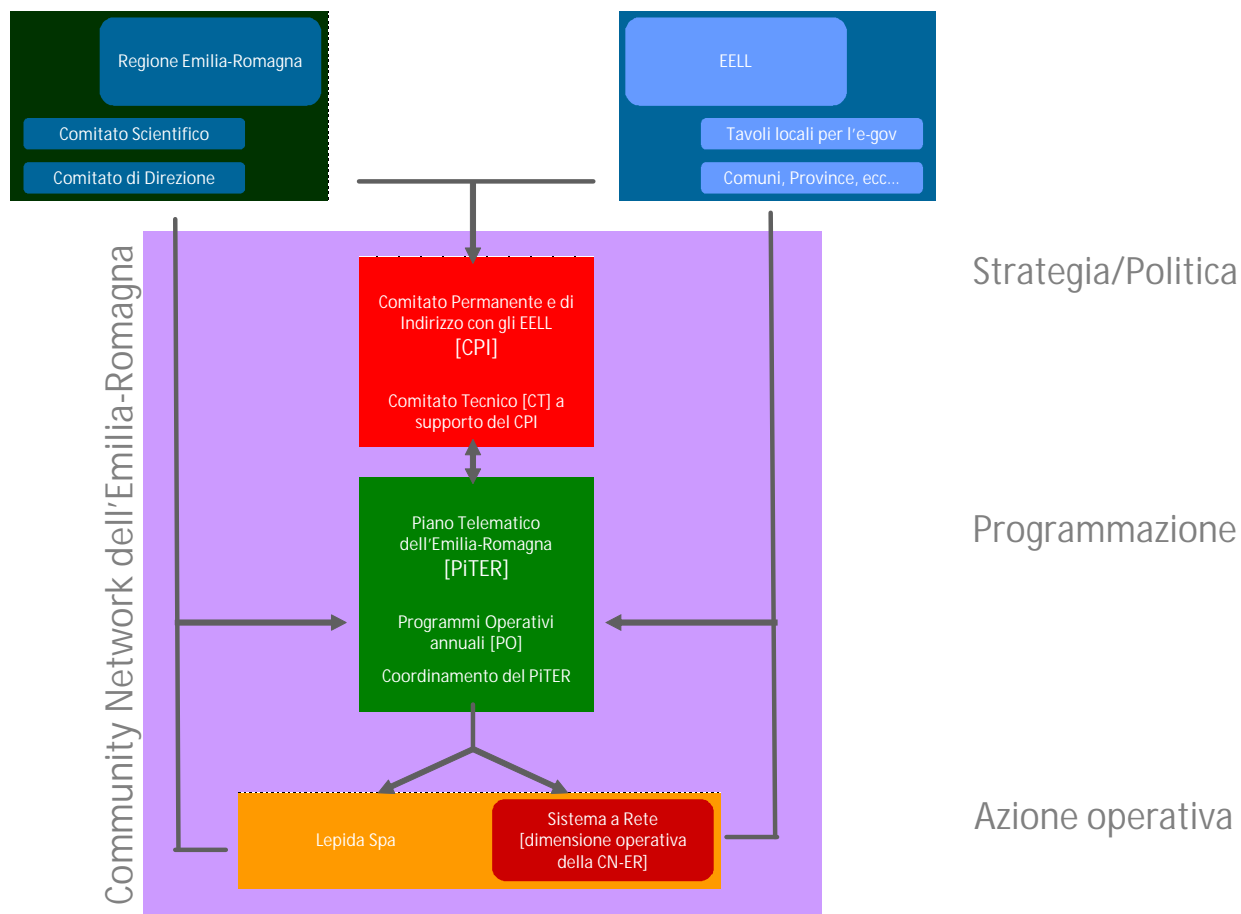 Regione Emilia-Romagna
Comitato Scientifico
Comitato di Direzione
EELL
Tavoli locali per l'e-gov
Comuni, Province, ecc...
Community Network dell'Emilia-Romagna
Comitato Permanente e di
Indirizzo con gli EELL
[CPI]
Comitato Tecnico [CT] a
supporto del CPI
Strategia/Politica
Piano Telematico
dell'Emilia-Romagna
[PiTER]
Programmi Operativi
annuali [PO]
Coordinamento del PiTER
Programmazione
Lepida Spa
Sistema a Rete
[dimensione operativa
della CN-ER]
Azione operativa